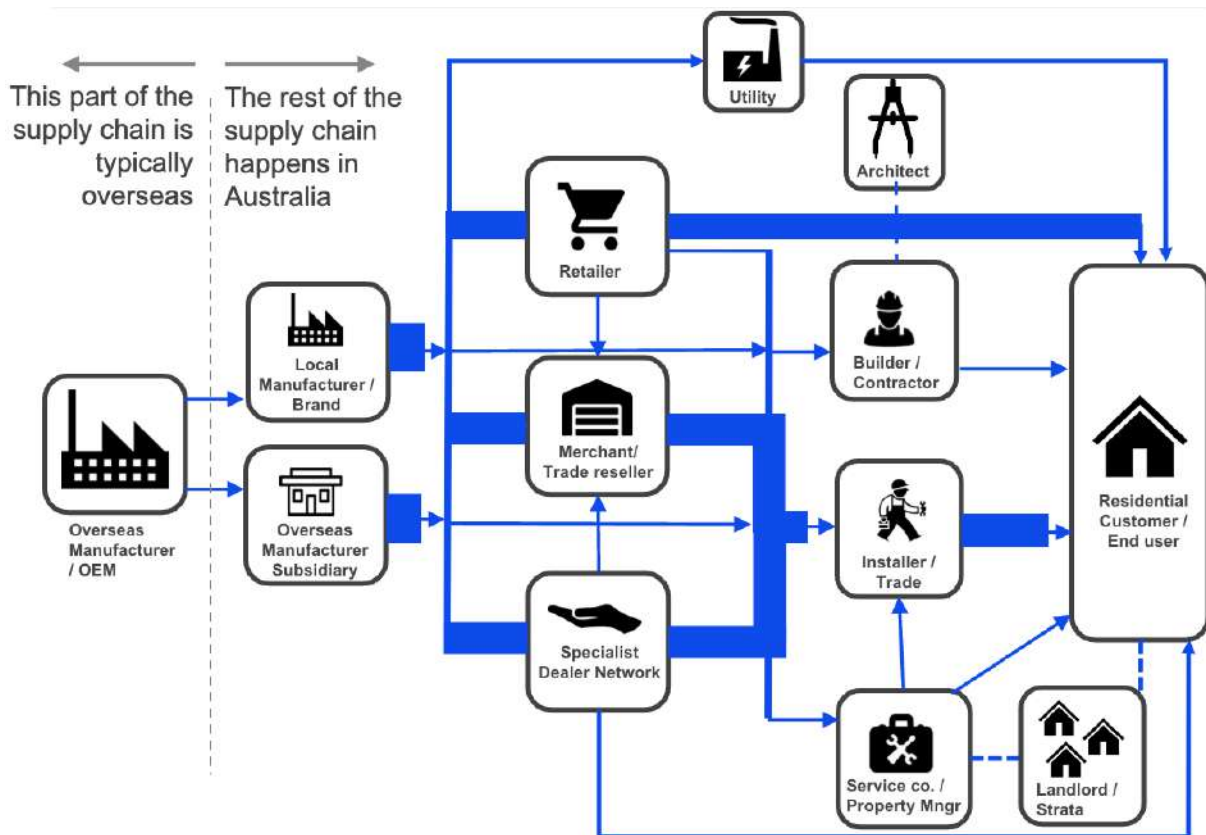 This part of the
supply chain is
typically
overseas
The rest of the
supply chain
happens in
Australia
Utility
Architect
Retailer
Local
Manufacturer /
Brand
Builder /
Contractor
Merchant/
Trade reseller
Overseas
Manufacturer
/ OEM
Overseas
Manufacturer
Subsidiary
Installer /
Trade
Residential
Customer /
End user
Specialist
Dealer Network
Service co. /
Property Mngr
Landlord /
Strata